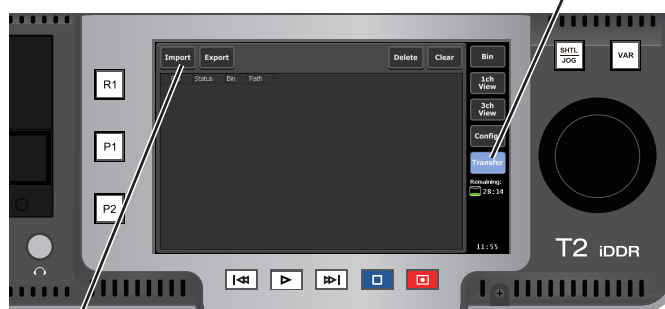 Import Export Delete Clear Bin
Status Bin Path
1ch
View
3ch
View
Config
Transfer
Remaining:
28:14
11:55
R1
P1
P2
SHTL
JOG
VAR
T2 iDDR